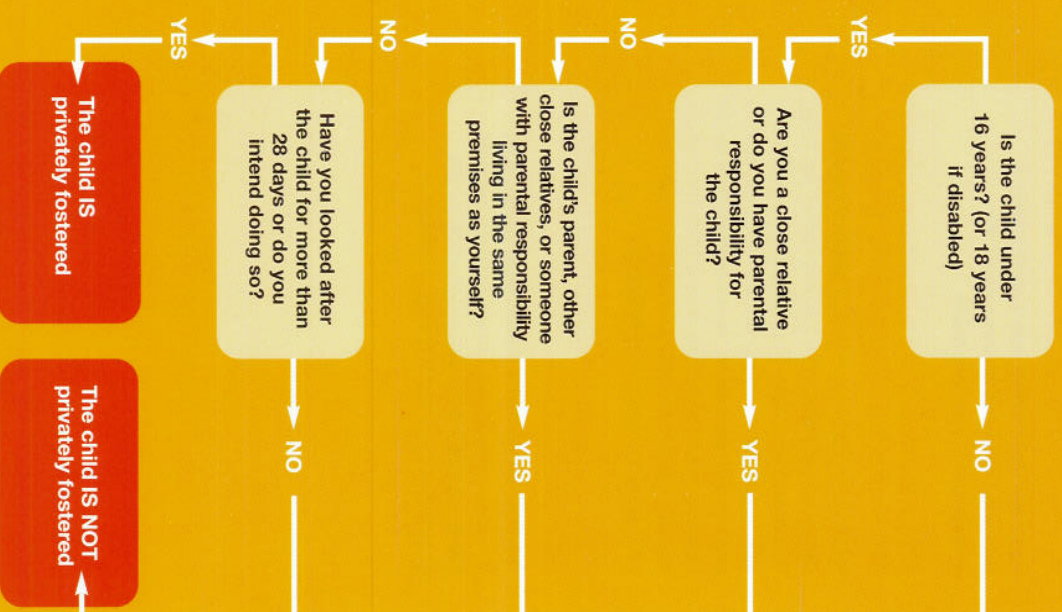 Is the child under
16 years? (or 18 years
if disabled)
NO
YES
Are you a close relative
or do you have parental
responsibility for
the child?
YES
NO
Is the child's parent, other
close relatives, or someone
with parental responsibility
living in the same
premises as yourself?
YES
NO
Have you looked after
the child for more than
28 days or do you
intend doing so?
NO
YES
The child IS
privately fostered
The child IS NOT
privately fostered